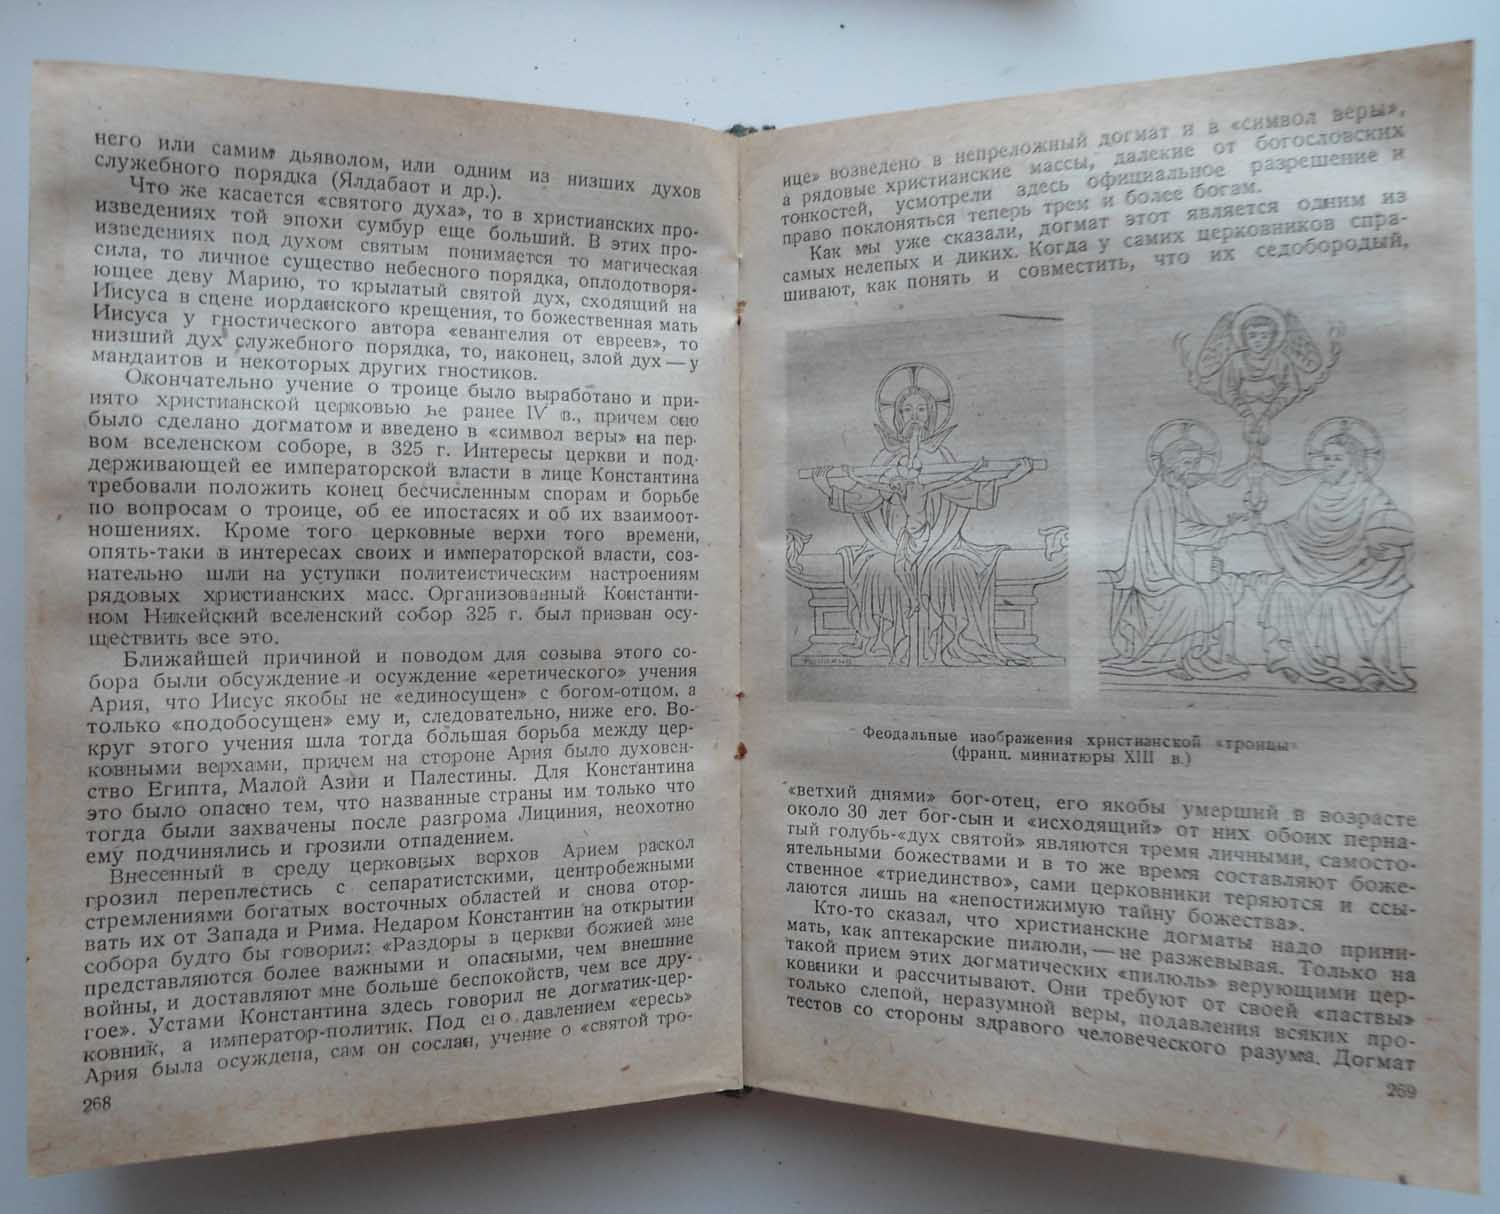 него или самим дьяволом, или одним из низших духов
служебного порядка (Ялдабаот и др.).
Что же касается «святого духа», то в христианских про-
изведениях той эпохи сумбур еще больший. В этих про-
изведениях под духом святым понимается то магическая
сила, то личное существо небесного порядка, оплодотворя-
ющее деву Марию, то крылатый святой дух, сходящий на
Иисуса в сцене иорданского крещения, то божественная мать
Иисуса у гностического автора «евангелия от евреев», то
низший дух служебного порядка, то, наконец, злой дух — у
мандаитов и некоторых других гностиков.
Окончательно учение о троице было выработано и при-
нято христианской церковью не ранее IV в., причем оно
было сделано догматом и введено в «символ веры» на пер-
вом вселенском соборе, в 325 г. Интересы церкви и под-
держивающей ее императорской власти в лице Константина
требовали положить конец бесчисленным спорам и борьбе
по вопросам о троице, об ее ипостасях и об их взаимоот-
ношениях. Кроме того церковные верхи того времени,
опять-таки в интересах своих и императорской власти, соз-
нательно шли на уступки политеистическим настроениям
рядовых христианских масс. Организованный Константи-
ном Никейский вселенский собор 325 г. был призван осу-
ществить все это.
Ближайшей причиной и поводом для созыва этого со-
бора были обсуждение и осуждение «еретического» учения
Ария, что Иисус якобы не «единосущен» с богом-отцом, а
только «подобосущен» ему и, следовательно, ниже его. Во-
круг этого учения шла тогда большая борьба между цер-
ковными верхами, причем на стороне Ария было духовен-
ство Египта, Малой Азии и Палестины. Для Константина
это было опасно тем, что названные страны им только что
тогда были захвачены после разгрома Лициния, неохотно
ему подчинялись и грозили отпадением.
Внесенный в среду церковных верхов Арием раскол
грозил переплестись с сепаратистскими, центробежными
стремлениями богатых восточных областей и снова отор-
вать их от Запада и Рима. Недаром Константин на открытии
собора будто бы говорил: «Раздоры в церкви божией мне
представляются более важными и опасными, чем внешние
войны, и доставляют мне больше беспокойств, чем все дру-
гое». Устами Константина здесь говорил не догматик-цер-
ковник, а император-политик. Под его давлением «ересь»
Ария была осуждена, сам он сослан, учение о «святой тро-
268
ице» возведено в непреложный догмат и в «символ веры»,
а рядовые христианские массы, далекие от богословских
тонкостей, усмотрели здесь официальное разрешение и
право поклоняться теперь трем и более богам.
Как мы уже сказали, догмат этот является одним из
самых нелепых и диких. Когда у самих церковников спра-
шивают, как понять и совместить, что их седобородый,
Феодальные изображения христианской «троицы»
(франц. миниатюры XIII в.)
«ветхий днями» бог-отец, его якобы умерший в возрасте
около 30 лет бог-сын и «исходящий» от них обоих перна-
тый голубь-«дух святой» являются тремя личными, самосто-
ятельными божествами и в то же время составляют боже-
ственное «триединство», сами церковники теряются и ссы-
лаются лишь на «непостижимую тайну божества».
Кто-то сказал, что христианские догматы надо прини-
мать, как аптекарские пилюли, — не разжевывая. Только на
такой прием этих догматических «пилюль» верующими цер-
ковники и рассчитывают. Они требуют от своей «паствы»
только слепой, неразумной веры, подавления всяких про-
тестов со стороны здравого человеческого разума. Догмат
269